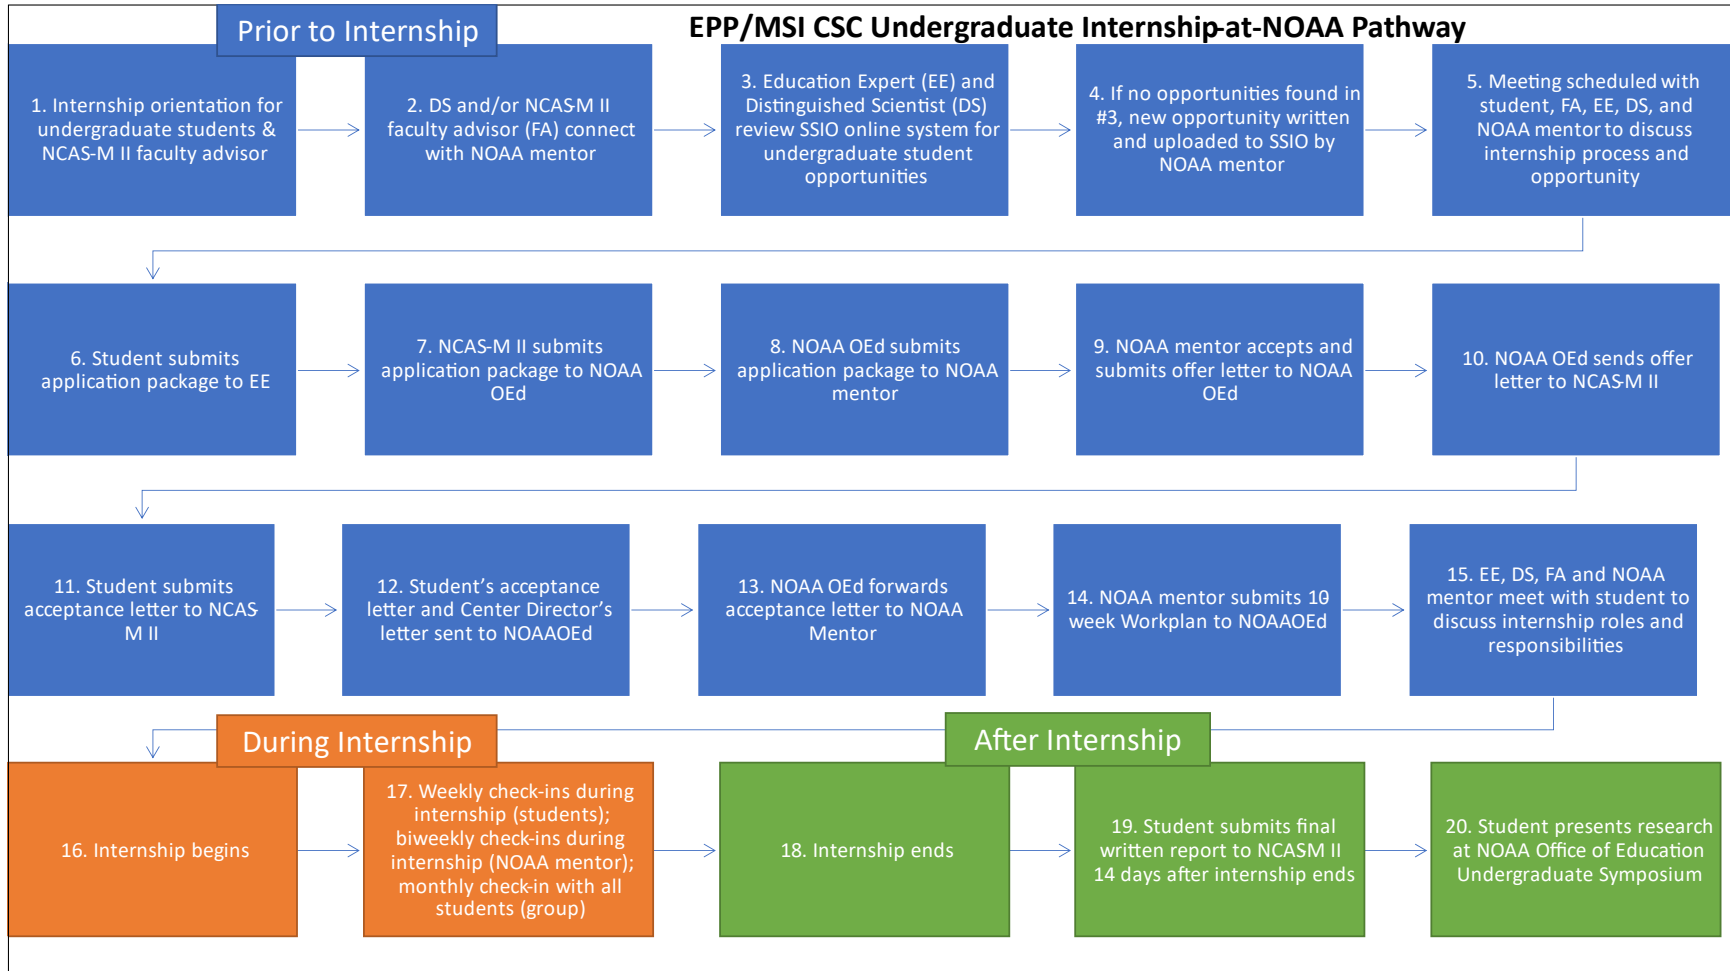 Prior to Internship
EPP/MSI CSC Undergraduate Internship-at-NOAA Pathway
1. Internship orientation for
undergraduate students &
NCAS-M II faculty advisor
2. DS and/or NCAS-M II
faculty advisor (FA) connect
with NOAA mentor
3. Education Expert (EE) and
Distinguished Scientist (DS)
review SSIO online system for
undergraduate student
opportunities
4. If no opportunities found in
#3, new opportunity written
and uploaded to SSIO by
NOAA mentor
5. Meeting scheduled with
student, FA, EE, DS, and
NOAA mentor to discuss
internship process and
opportunity
6. Student submits
application package to EE
7. NCAS-M II submits
application package to NOAA
OEd
8. NOAA OEd submits
application package to NOAA
mentor
9. NOAA mentor accepts and
submits offer letter to NOAA
OEd
10. NOAA OEd sends offer
letter to NCAS-M II
11. Student submits
acceptance letter to NCAS-
M II
12. Student’s acceptance
letter and Center Director’s
letter sent to NOAAOEd
13. NOAA OEd forwards
acceptance letter to NOAA
Mentor
14. NOAA mentor submits 10-
week Workplan to NOAAOEd
15. EE, DS, FA and NOAA
mentor meet with student to
discuss internship roles and
responsibilities
During Internship
After Internship
16. Internship begins
17. Weekly check-ins during
internship (students);
biweekly check-ins during
internship (NOAA mentor);
monthly check-in with all
students (group)
18. Internship ends
19. Student submits final
written report to NCASM II
14 days after internship ends
20. Student presents research
at NOAA Office of Education
Undergraduate Symposium